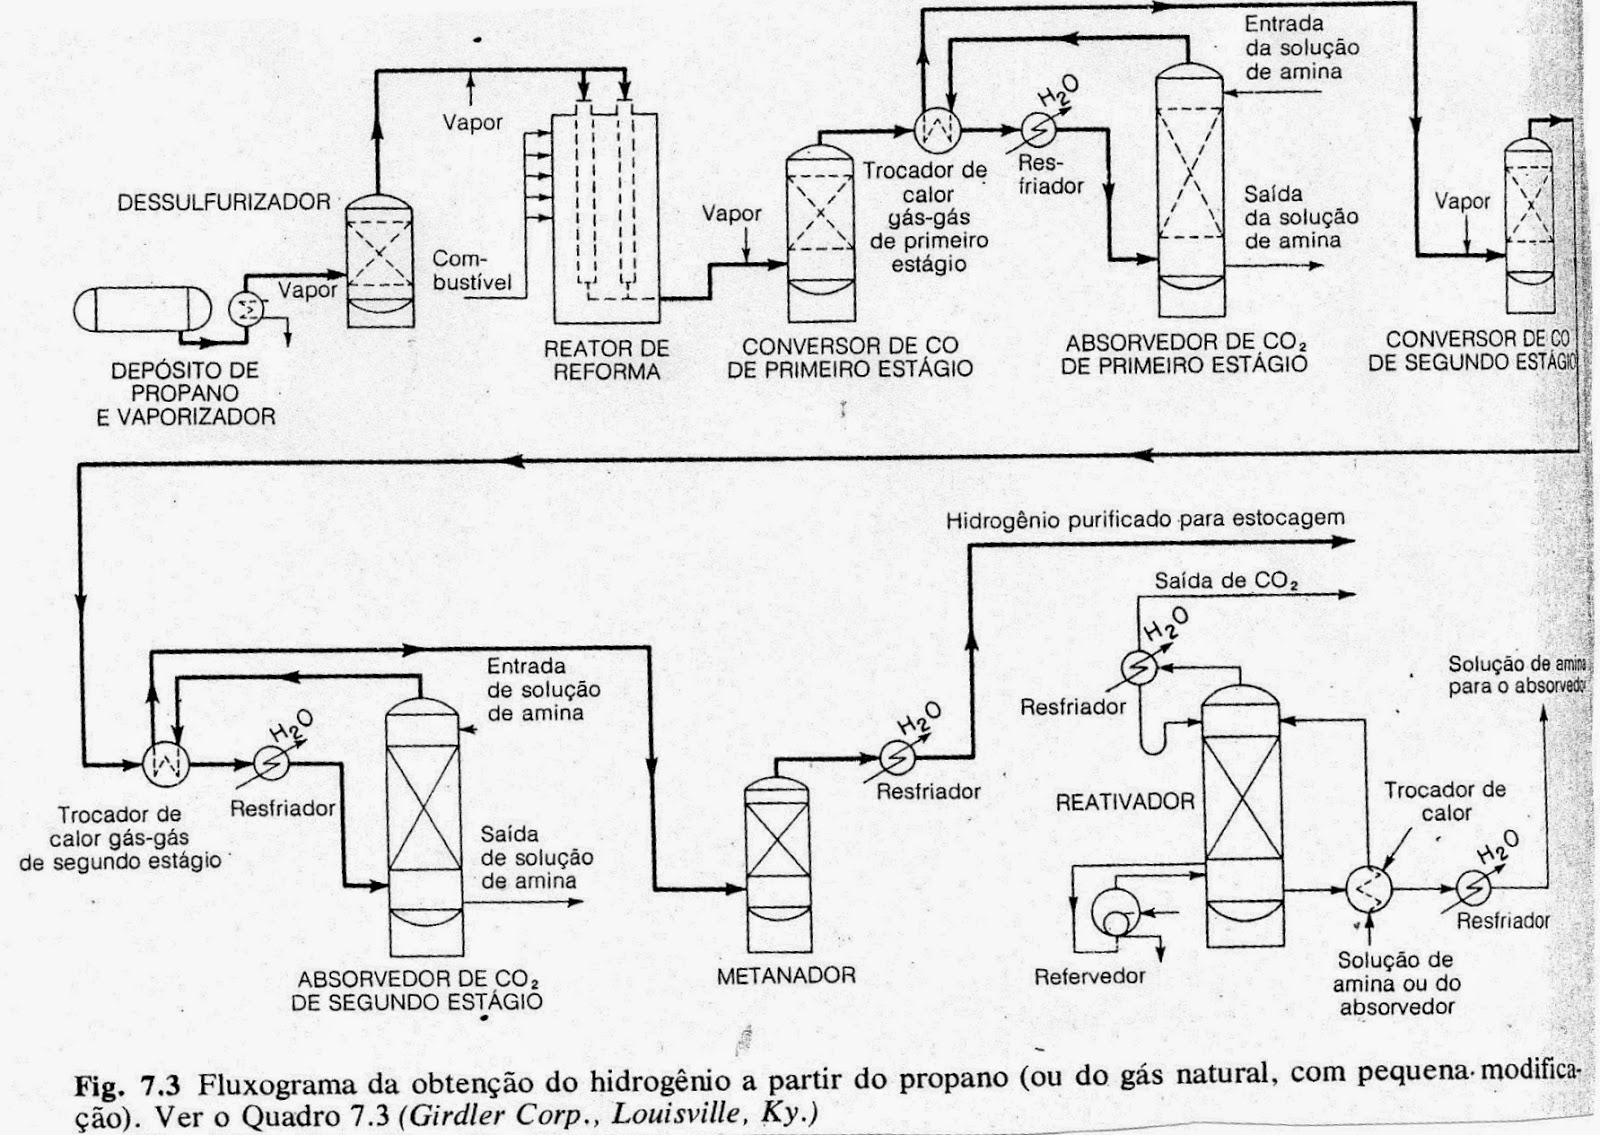 Entrada
da solução
de amina
H₂O
Vapor
Trocador de
calor
gás-gás
de primeiro
estágio
Res-
friador
DESSULFURIZADOR
Vapor
Saída
da solução
de amina
Vapor
Com-
bustível
Vapor
DEPÓSITO DE
PROPANO
E VAPORIZADOR
REATOR DE
REFORMA
CONVERSOR DE CO
DE PRIMEIRO ESTÁGIO
ABSORVEDOR DE CO₂
DE PRIMEIRO ESTÁGIO
CONVERSOR DE CO
DE SEGUNDO ESTÁGIO
Hidrogênio purificado para estocagem
Saída de CO₂
H₂O
Resfriador
Solução de amina
para o absorvedor
Entrada
de solução
de amina
H₂O
Resfriador
Trocador de
calor gás-gás
de segundo estágio
Saída
de solução
de amina
H₂O
Resfriador
REATIVADOR
Trocador de
calor
H₂O
Resfriador
Refervedor
Solução de
amina ou do
absorvedor
ABSORVEDOR DE CO₂
DE SEGUNDO ESTÁGIO
METANADOR
Fig. 7.3 Fluxograma da obtenção do hidrogênio a partir do propano (ou do gás natural, com pequena modifica-
ção). Ver o Quadro 7.3 (Girdler Corp., Louisville, Ky.)